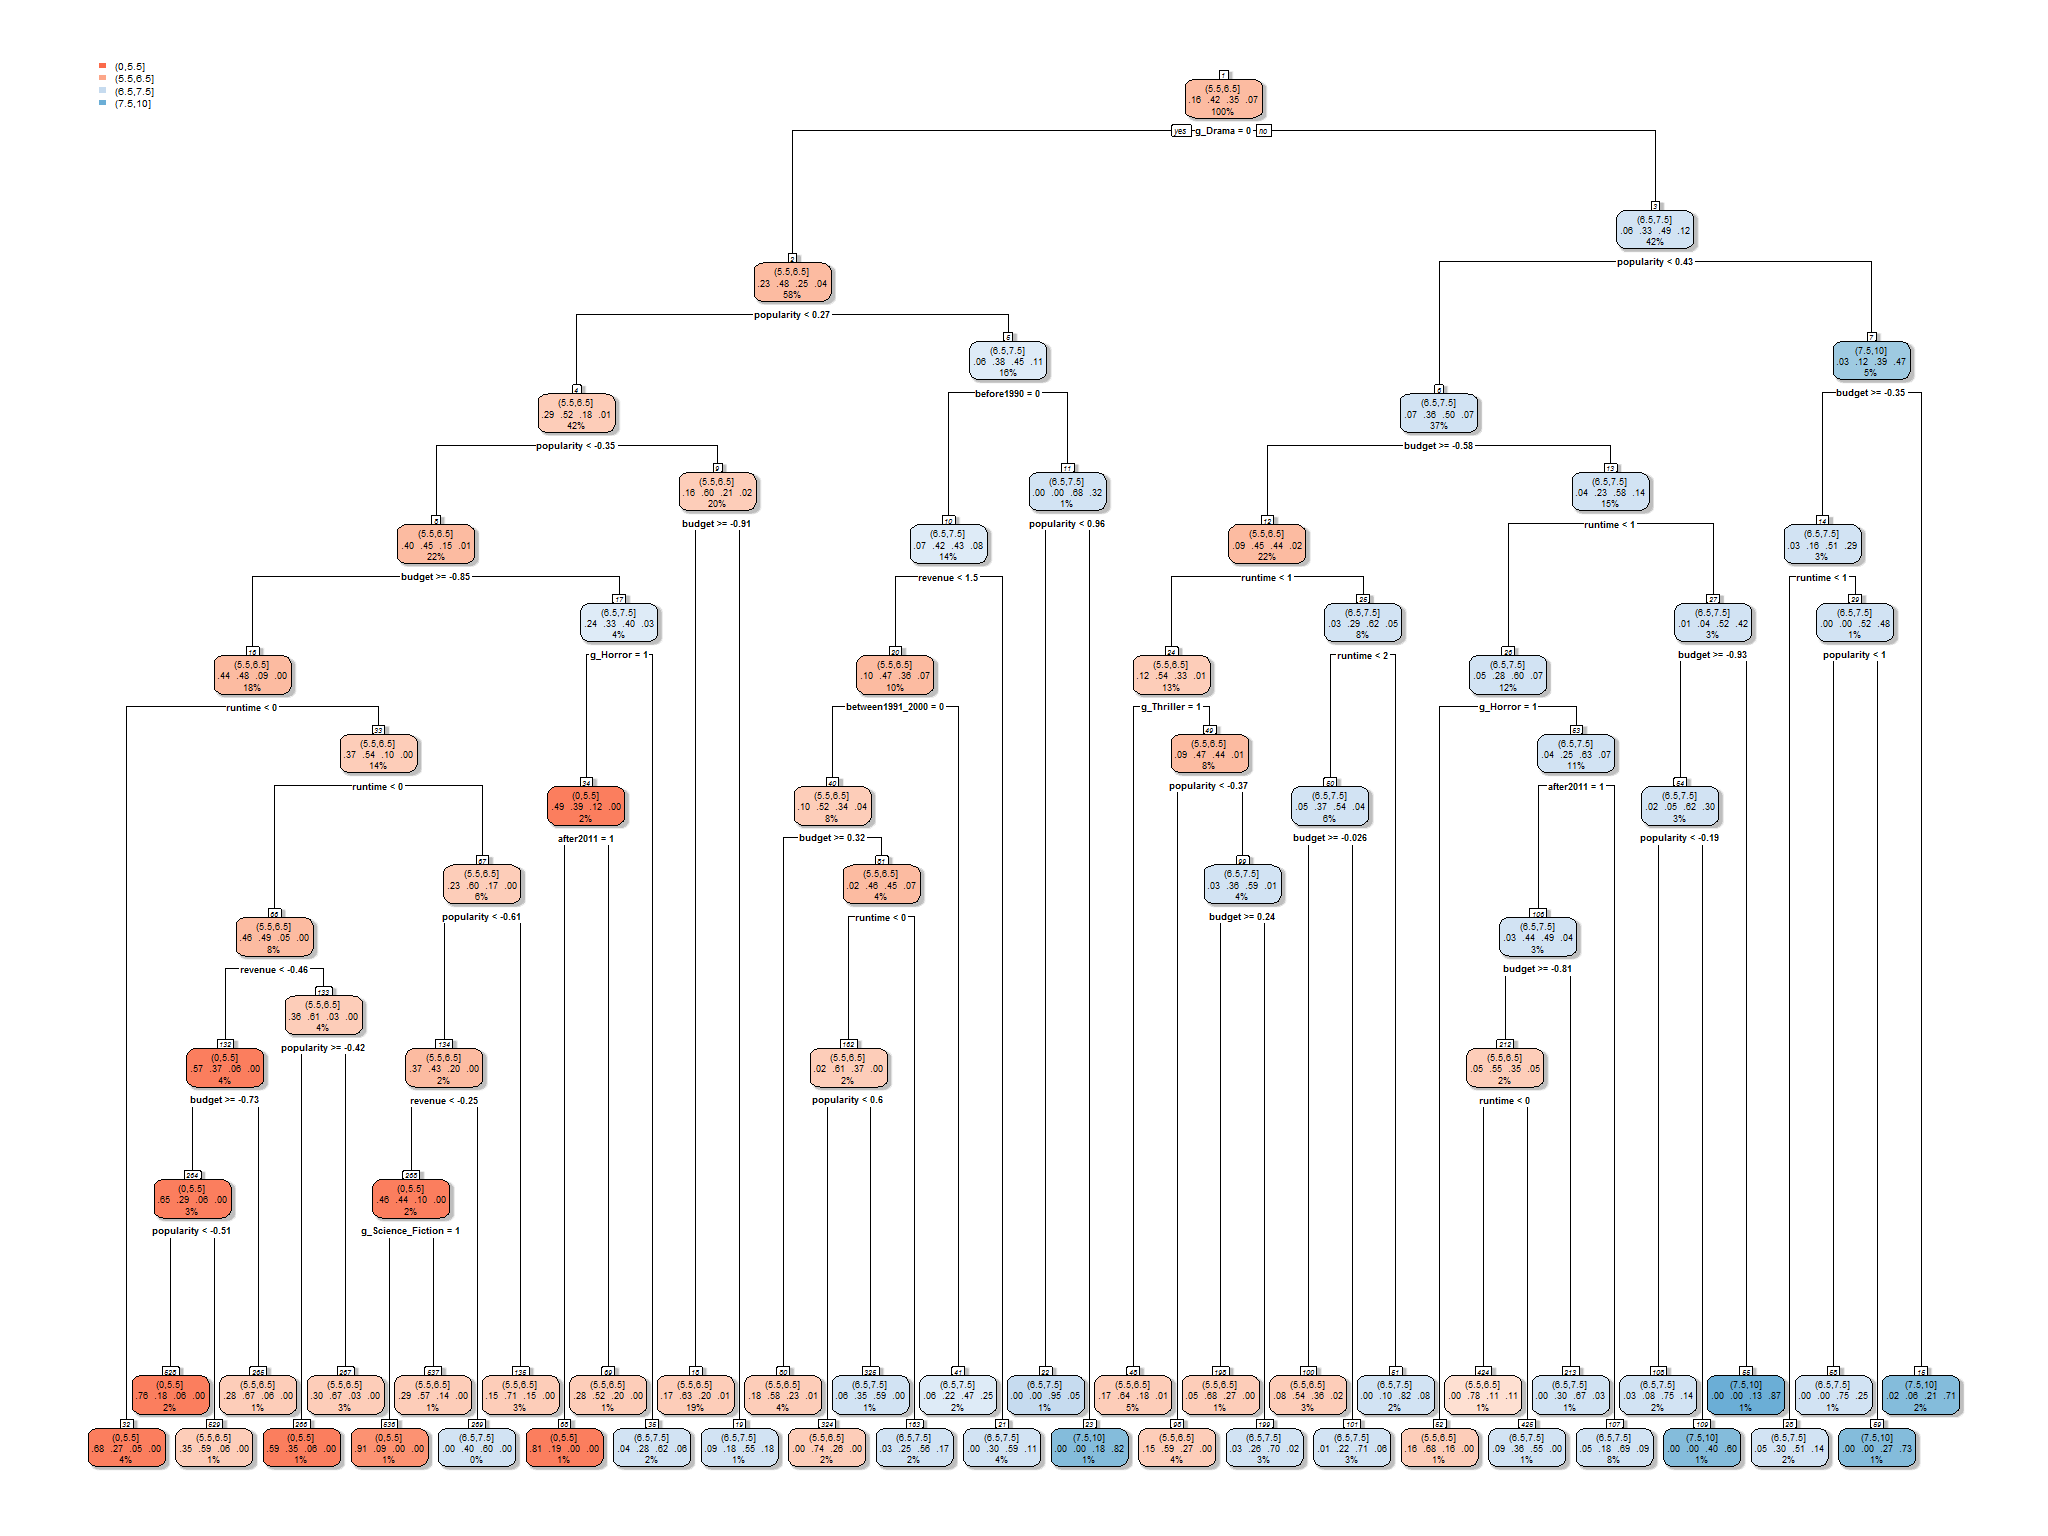 (0,5.5]
(5.5,6.5]
(6.5,7.5]
(7.5,10]
1
(5.5,6.5]
.16 .42 .35 .07
100%
yes g_Drama = 0 no
3
(6.5,7.5]
.06 .33 .49 .12
42%
popularity < 0.43
2
(5.5,6.5]
.23 .48 .25 .04
58%
popularity < 0.27
(6.5,7.5]
.06 .38 .45 .11
16%
before1990 = 0
7
(7.5,10]
.03 .12 .39 .47
5%
budget >= -0.35
4
(5.5,6.5]
.29 .52 .18 .01
42%
popularity < -0.35
(6.5,7.5]
.07 .36 .50 .07
37%
budget >= -0.58
9
(5.5,6.5]
.16 .60 .21 .02
20%
budget >= -0.91
11
(6.5,7.5]
.00 .00 .68 .32
1%
popularity < 0.96
13
(6.5,7.5]
.04 .23 .58 .14
15%
runtime < 1
(5.5,6.5]
.40 .45 .15 .01
22%
budget >= -0.85
10
(6.5,7.5]
.07 .42 .43 .08
14%
revenue < 1.5
12
(5.5,6.5]
.09 .45 .44 .02
22%
runtime < 1
14
(6.5,7.5]
.03 .16 .51 .29
3%
runtime < 1
17
(6.5,7.5]
.24 .33 .40 .03
4%
g_Horror = 1
25
(6.5,7.5]
.03 .29 .62 .05
8%
runtime < 2
27
(6.5,7.5]
.01 .04 .52 .42
3%
budget >= -0.93
29
(6.5,7.5]
.00 .00 .52 .48
1%
popularity < 1
16
(5.5,6.5]
.44 .48 .09 .00
18%
runtime < 0
20
(5.5,6.5]
.10 .47 .36 .07
10%
between1991_2000 = 0
24
(5.5,6.5]
.12 .54 .33 .01
13%
g_Thriller = 1
26
(6.5,7.5]
.05 .28 .60 .07
12%
g_Horror = 1
33
(5.5,6.5]
.37 .54 .10 .00
14%
runtime < 0
49
(5.5,6.5]
.09 .47 .44 .01
8%
popularity < -0.37
53
(6.5,7.5]
.04 .25 .63 .07
11%
after2011 = 1
34
(0,5.5]
.49 .39 .12 .00
2%
after2011 = 1
40
(5.5,6.5]
.10 .52 .34 .04
8%
budget >= 0.32
50
(6.5,7.5]
.05 .37 .54 .04
6%
budget >= -0.026
54
(6.5,7.5]
.02 .05 .62 .30
3%
popularity < -0.19
67
(5.5,6.5]
.23 .60 .17 .00
6%
popularity < -0.61
81
(5.5,6.5]
.02 .46 .45 .07
4%
runtime < 0
99
(6.5,7.5]
.03 .36 .59 .01
4%
budget >= 0.24
66
(5.5,6.5]
.46 .49 .05 .00
8%
revenue < -0.46
106
(6.5,7.5]
.03 .44 .49 .04
3%
budget >= -0.81
133
(5.5,6.5]
.36 .61 .03 .00
4%
popularity >= -0.42
132
(0,5.5]
.57 .37 .06 .00
4%
budget >= -0.73
134
(5.5,6.5]
.37 .43 .20 .00
2%
revenue < -0.25
162
(5.5,6.5]
.02 .61 .37 .00
2%
popularity < 0.6
212
(5.5,6.5]
.05 .55 .35 .05
2%
runtime < 0
264
(0,5.5]
.65 .29 .06 .00
3%
popularity < -0.51
268
(0,5.5]
.46 .44 .10 .00
2%
g_Science_Fiction = 1
528
(0,5.5]
.76 .18 .06 .00
2%
265
(5.5,6.5]
.28 .67 .06 .00
1%
267
(5.5,6.5]
.30 .67 .03 .00
3%
537
(5.5,6.5]
.29 .57 .14 .00
1%
135
(5.5,6.5]
.15 .71 .15 .00
3%
69
(5.5,6.5]
.28 .52 .20 .00
1%
18
(5.5,6.5]
.17 .63 .20 .01
19%
80
(5.5,6.5]
.18 .58 .23 .01
4%
325
(6.5,7.5]
.06 .35 .59 .00
1%
41
(6.5,7.5]
.06 .22 .47 .25
2%
22
(6.5,7.5]
.00 .00 .95 .05
1%
48
(5.5,6.5]
.17 .64 .18 .01
5%
198
(5.5,6.5]
.05 .68 .27 .00
1%
100
(5.5,6.5]
.08 .54 .36 .02
3%
51
(6.5,7.5]
.00 .10 .82 .08
2%
424
(5.5,6.5]
.00 .78 .11 .11
1%
213
(6.5,7.5]
.00 .30 .67 .03
1%
108
(6.5,7.5]
.03 .08 .75 .14
2%
55
(7.5,10]
.00 .00 .13 .87
1%
58
(6.5,7.5]
.00 .00 .75 .25
1%
15
(7.5,10]
.02 .06 .21 .71
2%
32
(0,5.5]
.68 .27 .05 .00
4%
529
(5.5,6.5]
.35 .59 .06 .00
1%
266
(0,5.5]
.59 .35 .06 .00
1%
536
(0,5.5]
.91 .09 .00 .00
1%
269
(6.5,7.5]
.00 .40 .60 .00
0%
68
(0,5.5]
.81 .19 .00 .00
1%
35
(6.5,7.5]
.04 .28 .62 .06
2%
19
(6.5,7.5]
.09 .18 .55 .18
1%
324
(5.5,6.5]
.00 .74 .26 .00
2%
163
(6.5,7.5]
.03 .25 .56 .17
2%
21
(6.5,7.5]
.00 .30 .59 .11
4%
23
(7.5,10]
.00 .00 .18 .82
1%
98
(5.5,6.5]
.15 .59 .27 .00
4%
199
(6.5,7.5]
.03 .26 .70 .02
3%
101
(6.5,7.5]
.01 .22 .71 .06
3%
52
(5.5,6.5]
.16 .68 .16 .00
1%
425
(6.5,7.5]
.09 .36 .55 .00
1%
107
(6.5,7.5]
.05 .18 .69 .09
8%
109
(7.5,10]
.00 .00 .40 .60
1%
28
(6.5,7.5]
.05 .30 .51 .14
2%
59
(7.5,10]
.00 .00 .27 .73
1%